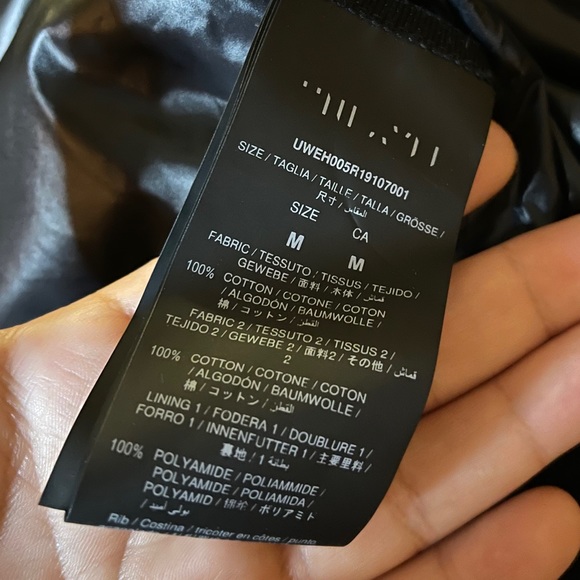 UWEH005R19107001
SIZE / TAGLIA / TAILLE / TALLA / GRÖSSE /
尺寸 / المقاس
SIZE CA
M M
FABRIC / TESSUTO / TISSUS / TEJIDO /
GEWEBE / 面料 / 本体 / قماش
100% COTTON / COTONE / COTON
/ ALGODÓN / BAUMWOLLE /
棉 / コットン / القطن
FABRIC 2 / TESSUTO 2 / TISSUS 2 /
TEJIDO 2 / GEWEBE 2 / 面料2 / その他 / قماش
2
100% COTTON / COTONE / COTON
/ ALGODÓN / BAUMWOLLE /
棉 / コットン / القطن
LINING 1 / FODERA 1 / DOUBLURE 1 /
FORRO 1 / INNENFUTTER 1 / 主要里料 /
裏地 / 1 بطانة
100% POLYAMIDE / POLIAMMIDE /
POLYAMIDE / POLIAMIDA /
POLYAMID / 锦纶 / ポリアミト
/ بولي أميد
Rib / Costina / tricoter en côtes / punto